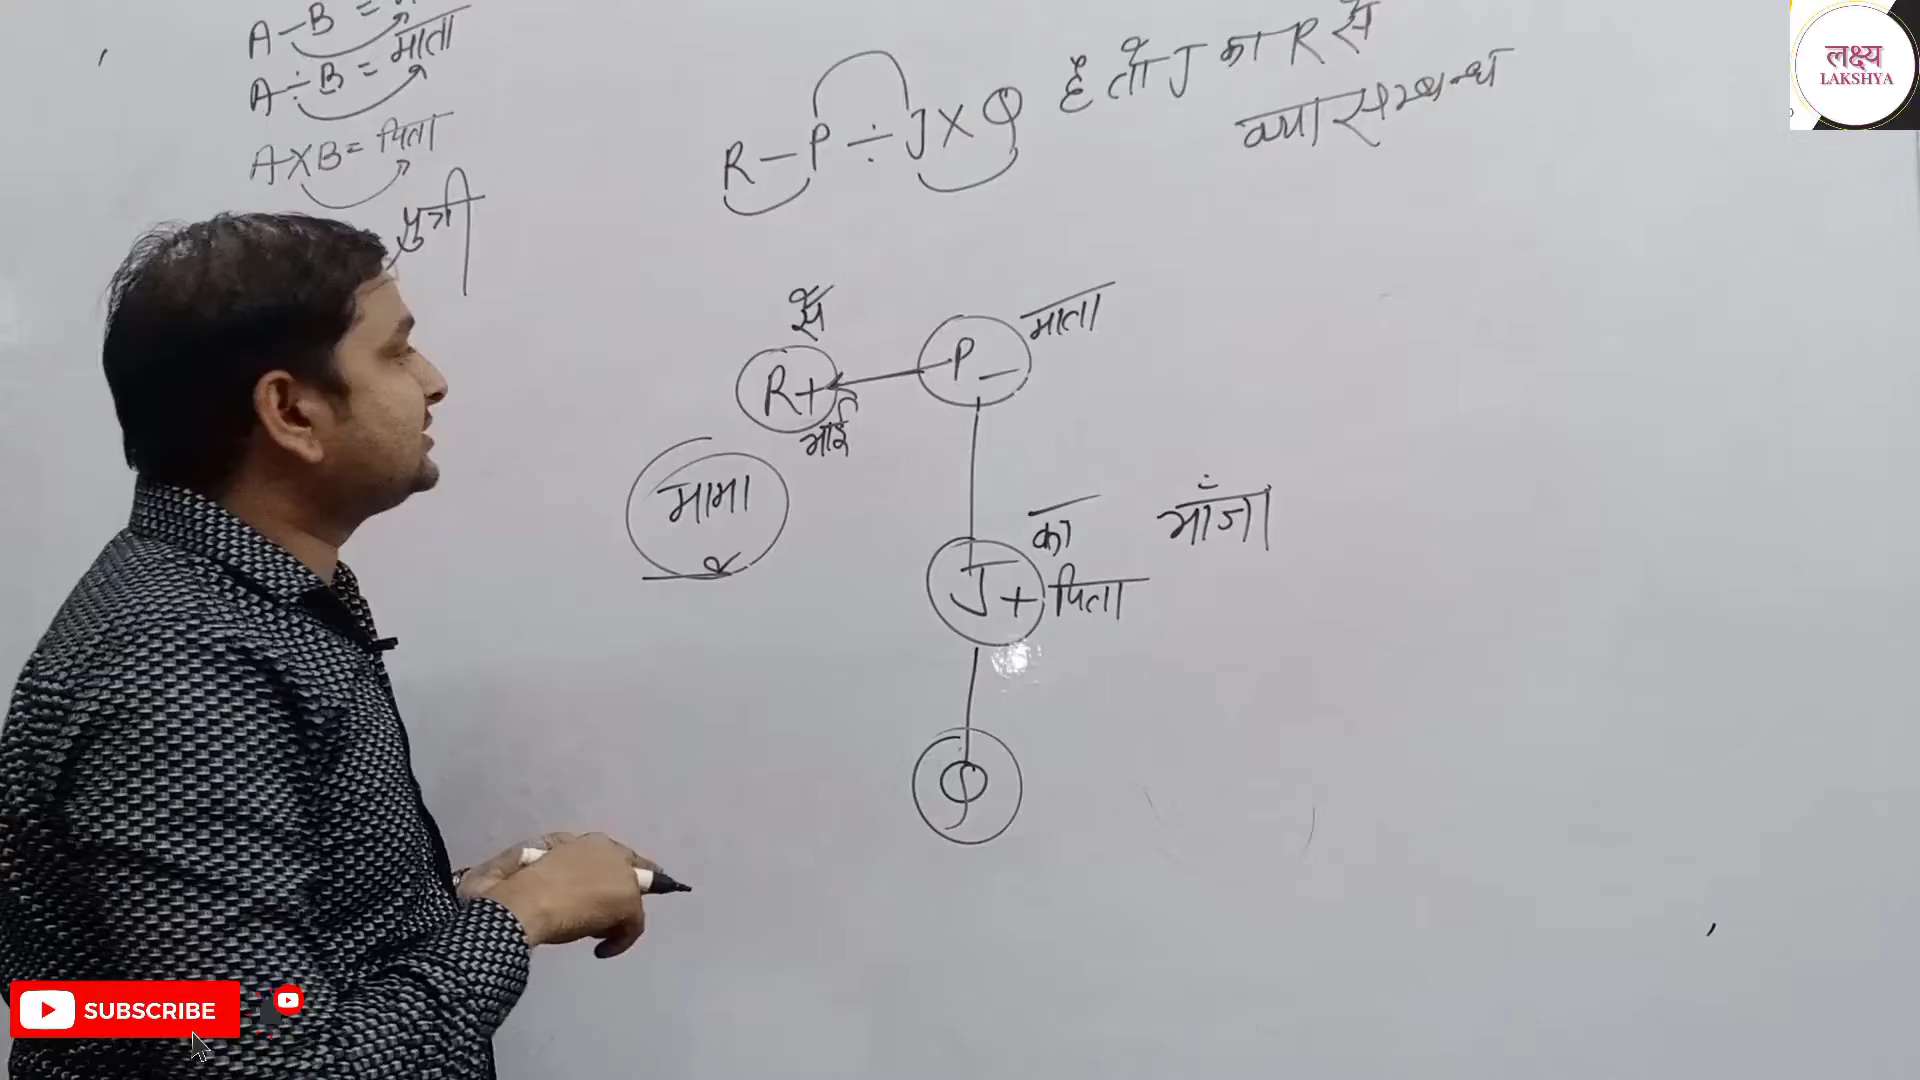 A - B =
A ÷ B = माता
A × B = पिता
पुत्री
R - P ÷ J × Q है तो J का R से
क्या सम्बन्ध
लक्ष्य
LAKSHYA
से
R+
भाई
P -
माता
मामा
का
J +
पिता
भाँजा
Q
SUBSCRIBE